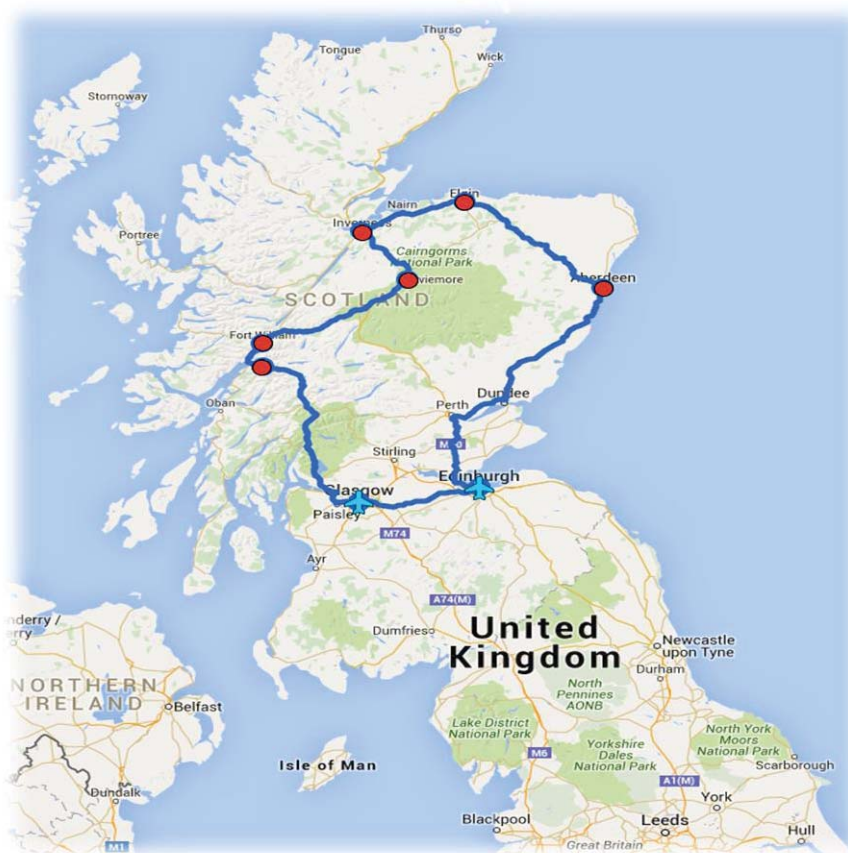 Thurso
Tongue
Wick
Stornoway
Elgin
Nairn
Inverness
Portree
Cairngorms
National Park
Aviemore
Aberdeen
SCOTLAND
Fort William
Oban
Dundee
Perth
M90
Stirling
Edinburgh
Glasgow
Paisley
M74
Ayr
A74(M)
Dumfries
United
Kingdom
Newcastle
upon Tyne
Durham
North
Pennines
AONB
NORTHERN
IRELAND
Belfast
Lake District
National Park
North York
Moors
National Park
Yorkshire
Dales
National Park
M6
Scarborough
Isle of Man
A1(M)
York
Dundalk
Blackpool
Leeds
Hull
Great Britain
M1